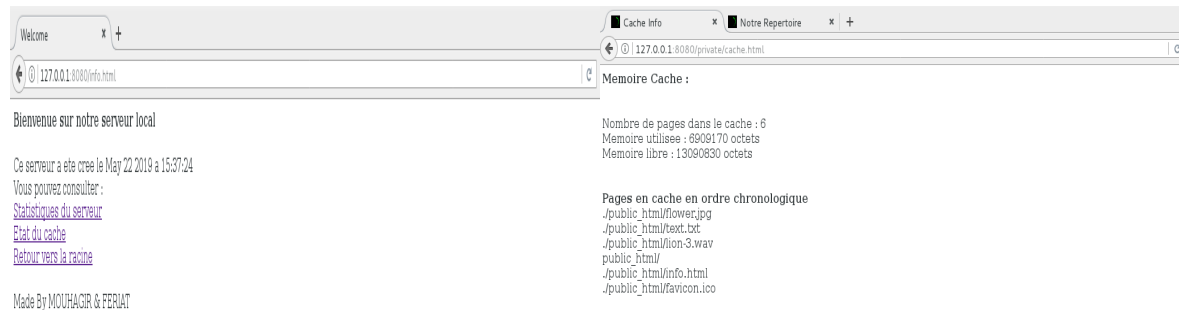 Welcome
127.0.0.1:8080/info.html
Bienvenue sur notre serveur local
Ce serveur a ete cree le May 22 2019 a 15:37:24
Vous pouvez consulter :
Statistiques du serveur
Etat du cache
Retour vers la racine
Made By MOUHAGIR & FERIAT
Cache Info
Notre Repertoire
127.0.0.1:8080/private/cache.html
Memoire Cache :
Nombre de pages dans le cache : 6
Memoire utilisee : 6909170 octets
Memoire libre : 13090830 octets
Pages en cache en ordre chronologique
./public_html/flower.jpg
./public_html/text.txt
./public_html/lion-3.wav
public_html/
./public_html/info.html
./public_html/favicon.ico